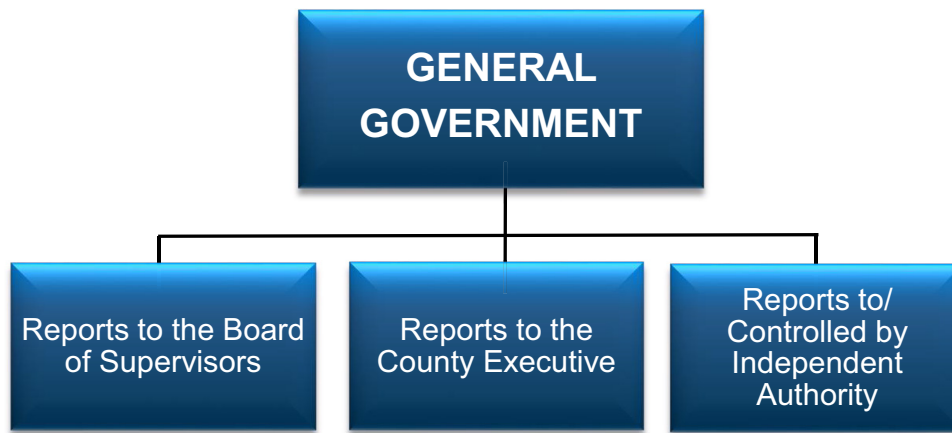 GENERAL
GOVERNMENT
Reports to the Board
of Supervisors
Reports to the
County Executive
Reports to/
Controlled by
Independent
Authority